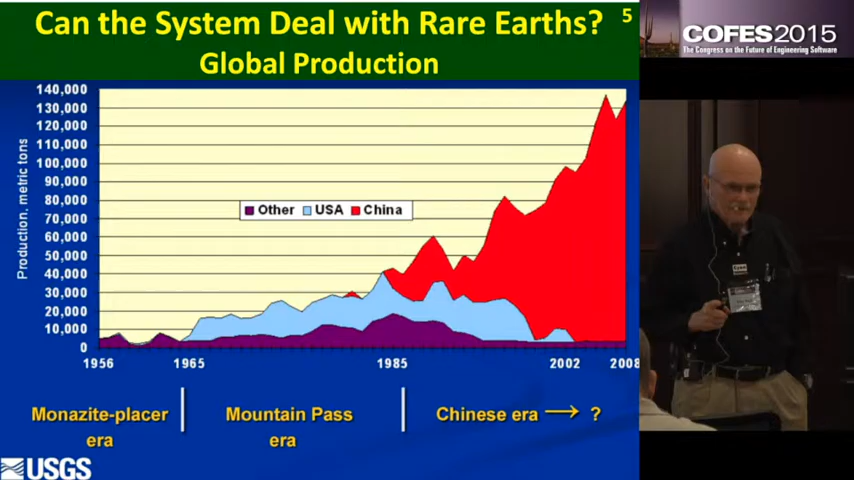 Can the System Deal with Rare Earths? 5
Global Production
COFES2015
The Congress on the Future of Engineering Software
140,000
130,000
120,000
110,000
100,000
90,000
80,000
70,000
60,000
50,000
40,000
30,000
20,000
10,000
0
Production, metric tons
Other USA China
1956 1965 1985 2002 2008
Monazite-placer
era
Mountain Pass
era
Chinese era → ?
USGS